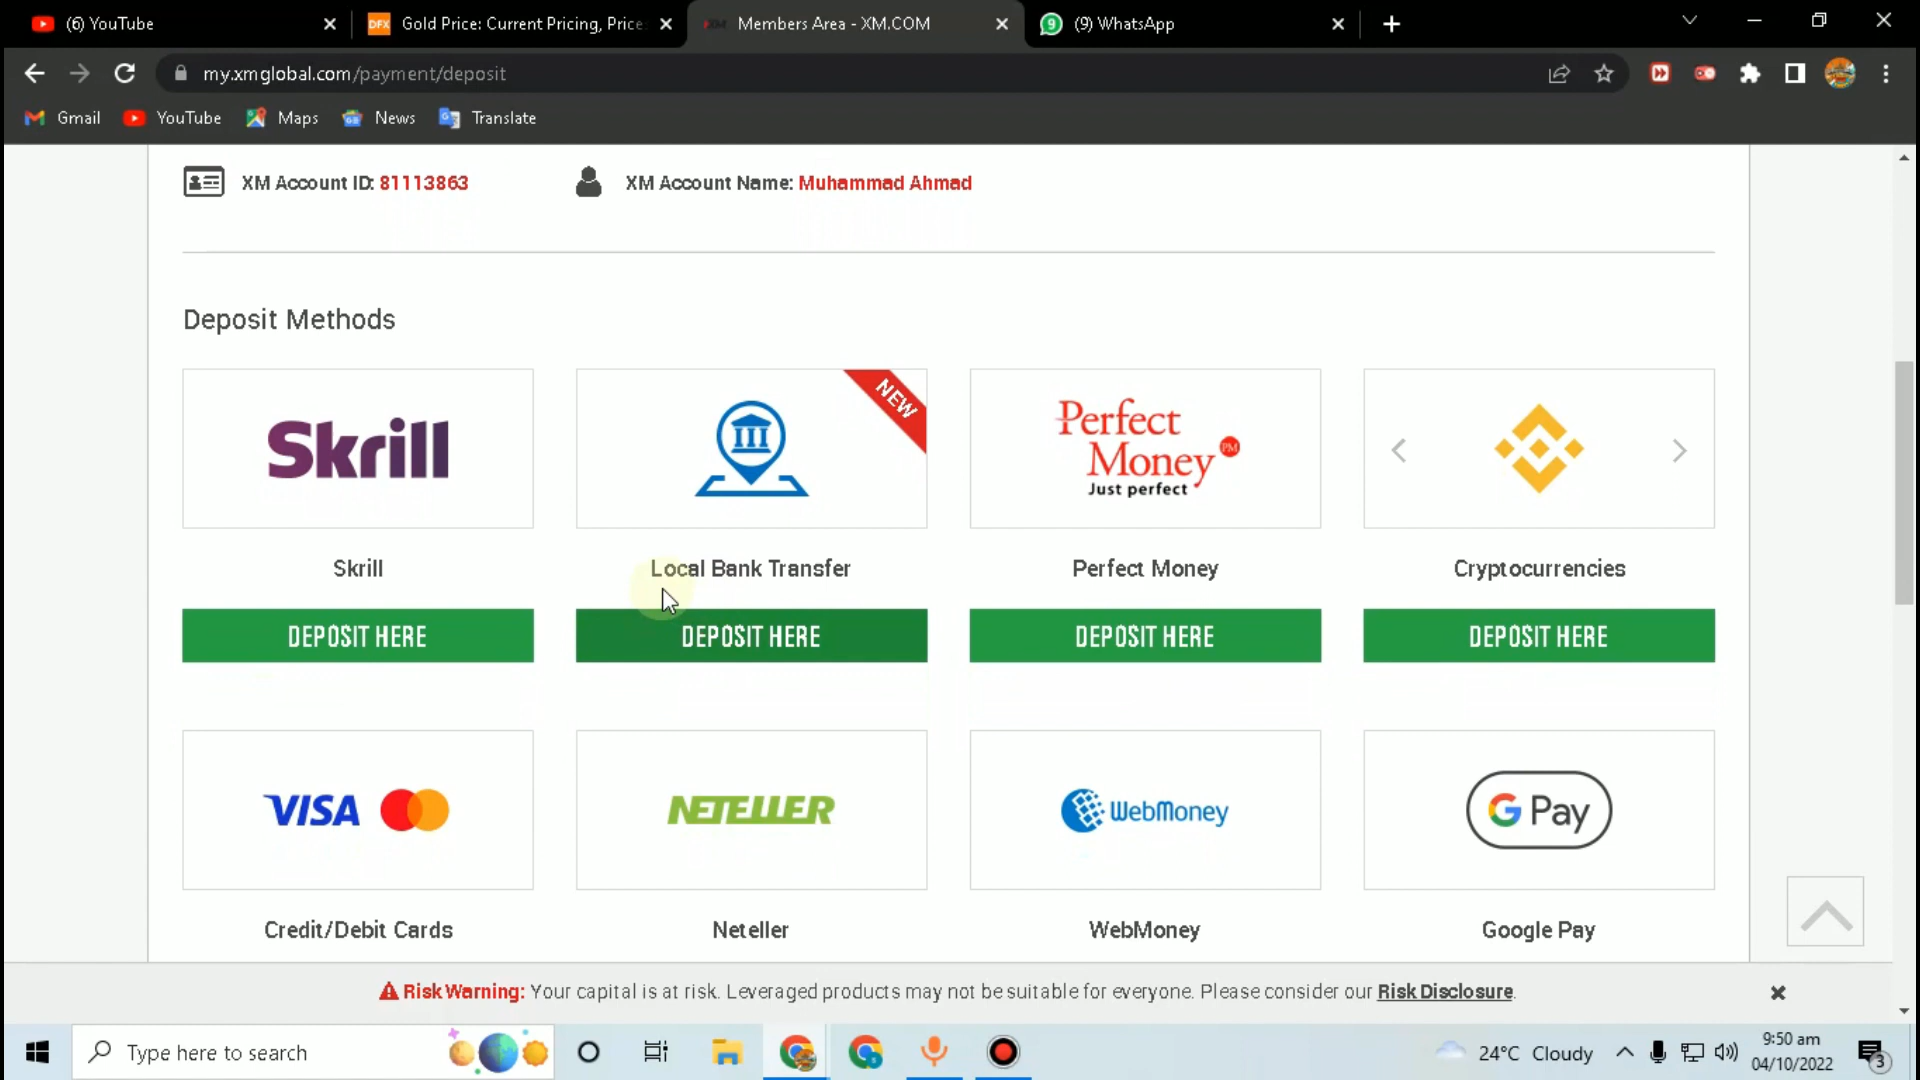 (6) YouTube
Gold Price: Current Pricing, Price
Members Area - XM.COM
(9) WhatsApp
my.xmglobal.com/payment/deposit
Gmail
YouTube
Maps
News
Translate
XM Account ID: 81113863
XM Account Name: Muhammad Ahmad
Deposit Methods
Skrill
NEW
Perfect Money PM
Just perfect
Skrill
Local Bank Transfer
Perfect Money
Cryptocurrencies
DEPOSIT HERE
DEPOSIT HERE
DEPOSIT HERE
DEPOSIT HERE
VISA
NETELLER
WebMoney
G Pay
Credit/Debit Cards
Neteller
WebMoney
Google Pay
Risk Warning: Your capital is at risk. Leveraged products may not be suitable for everyone. Please consider our Risk Disclosure.
Type here to search
24°C Cloudy
9:50 am
04/10/2022
3